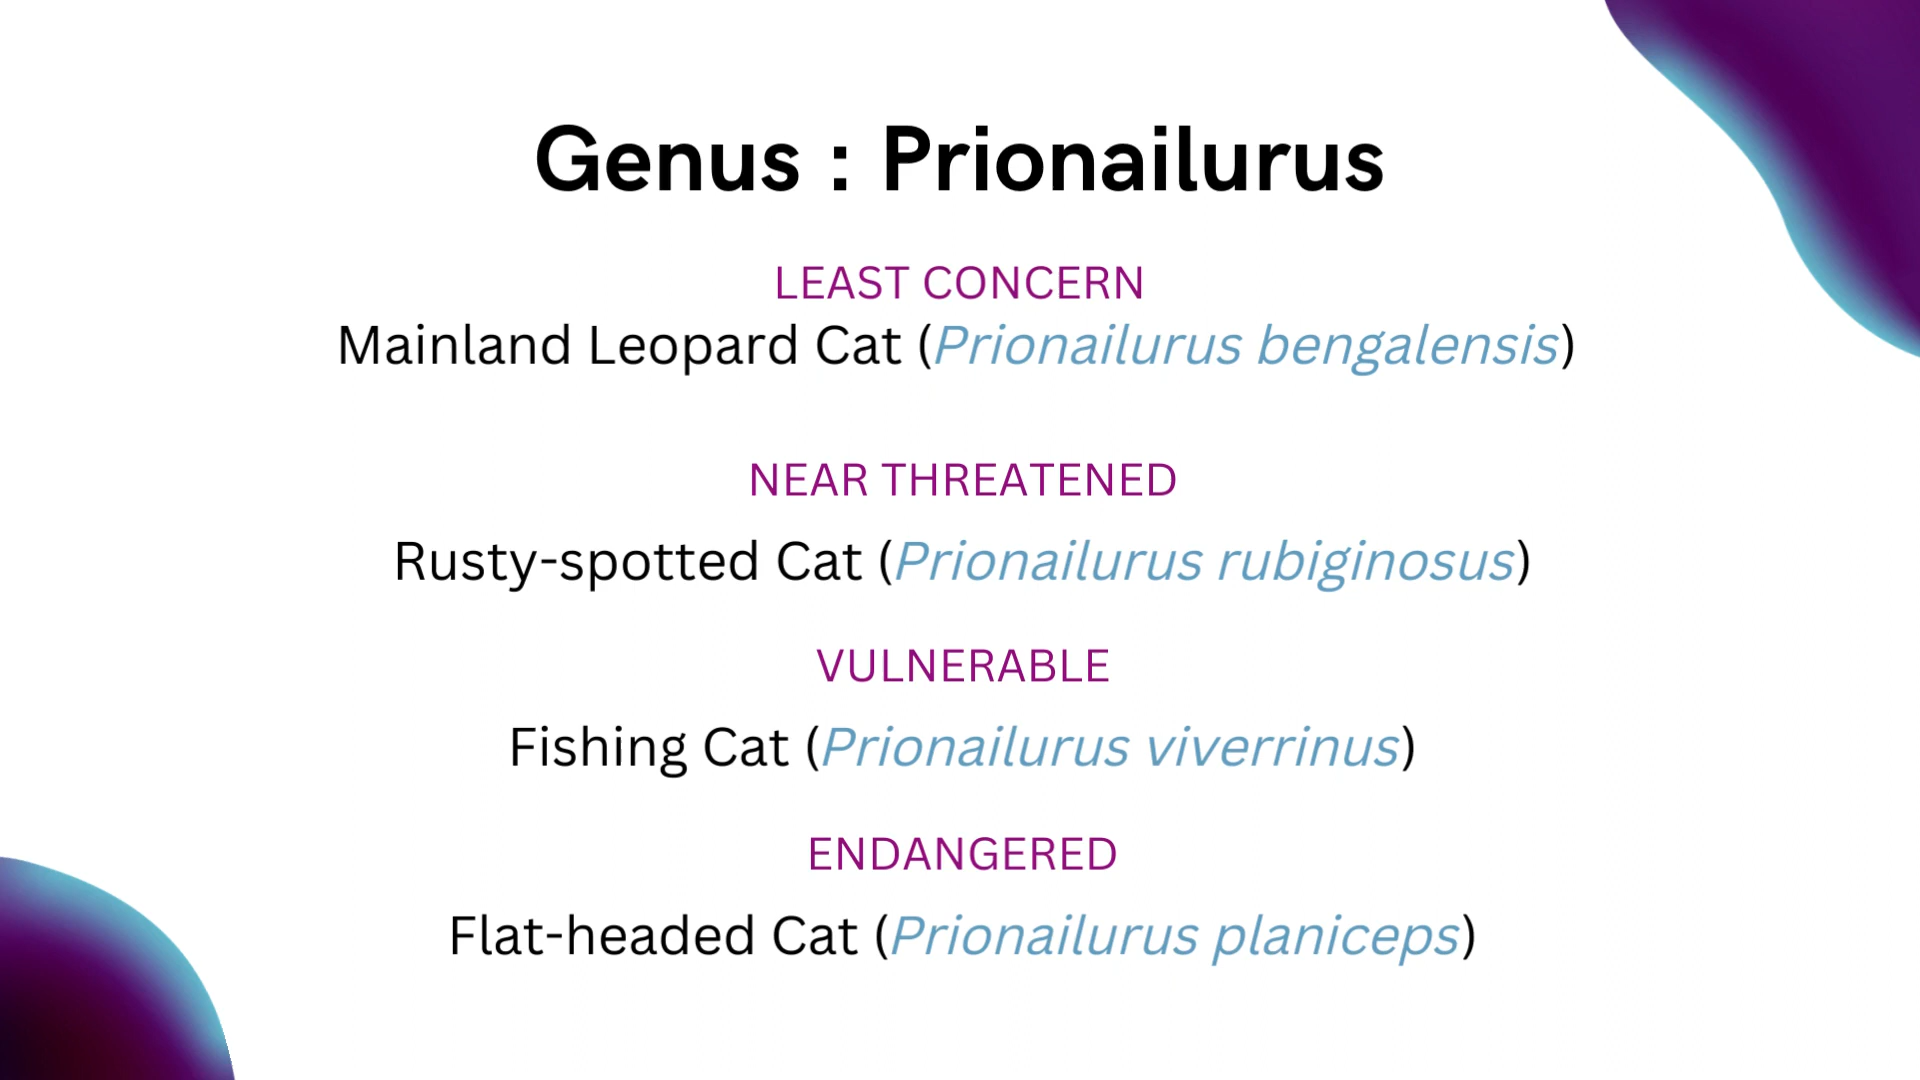 Genus : Prionailurus
LEAST CONCERN
Mainland Leopard Cat (Prionailurus bengalensis)
NEAR THREATENED
Rusty-spotted Cat (Prionailurus rubiginosus)
VULNERABLE
Fishing Cat (Prionailurus viverrinus)
ENDANGERED
Flat-headed Cat (Prionailurus planiceps)